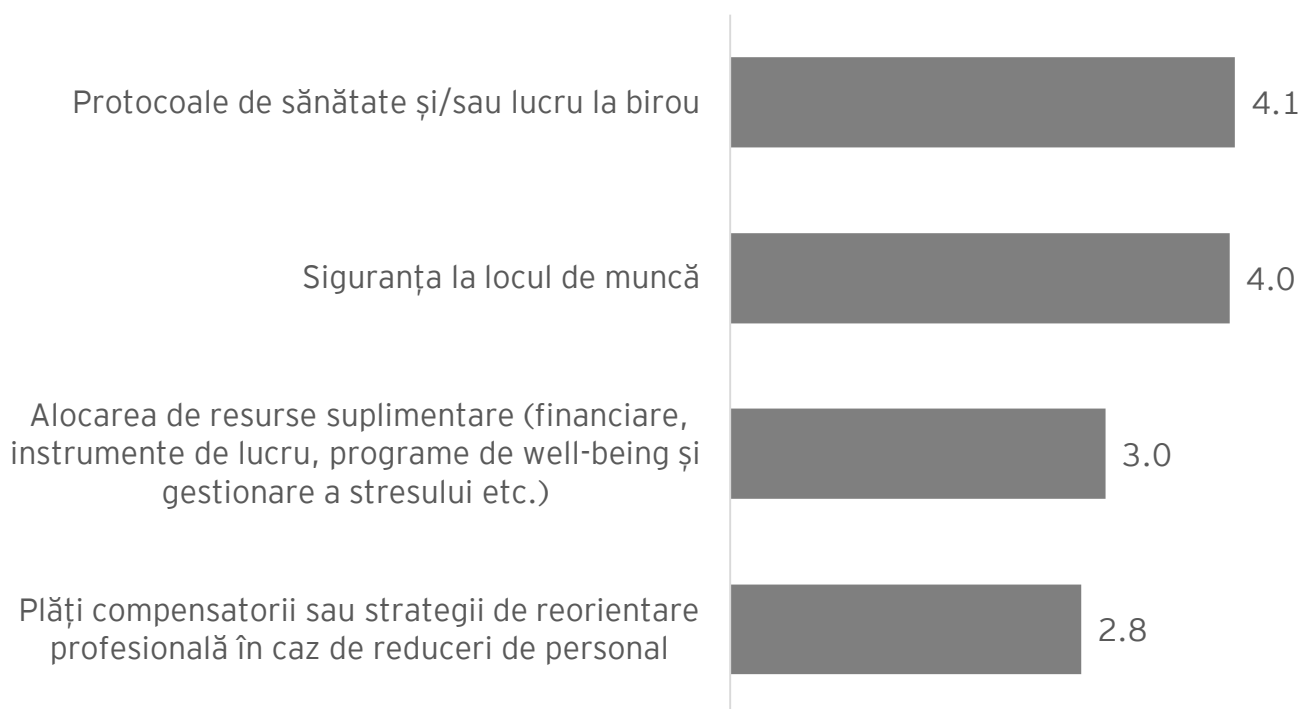 Protocoale de sănătate și/sau lucru la birou
4.1
Siguranța la locul de muncă
4.0
Alocarea de resurse suplimentare (financiare,
instrumente de lucru, programe de well-being și
gestionare a stresului etc.)
3.0
Plăți compensatorii sau strategii de reorientare
profesională în caz de reduceri de personal
2.8